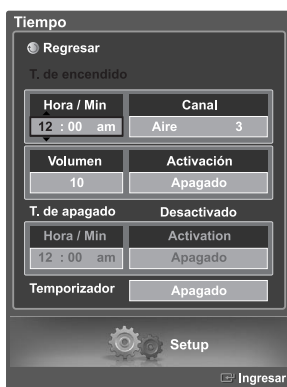 Tiempo
Regresar
T. de encendido
Hora / Min Canal
12 : 00 am Aire 3
Volumen Activación
10 Apagado
T. de apagado Desactivado
Hora / Min Activation
12 : 00 am Apagado
Temporizador Apagado
Setup
Ingresar